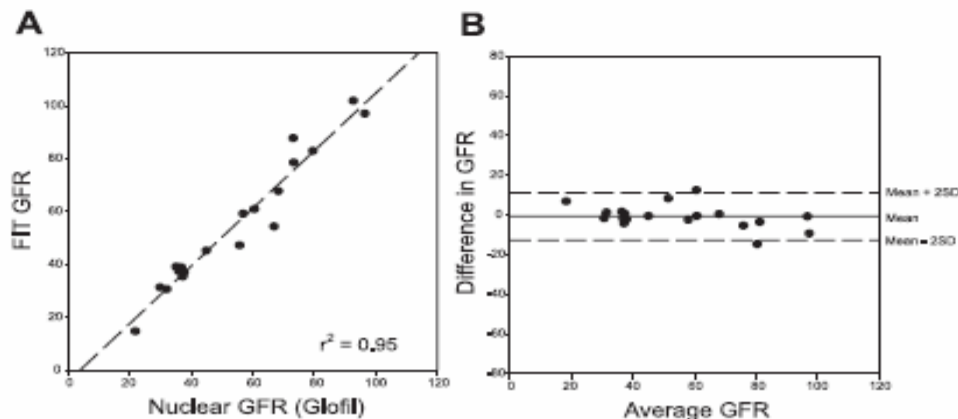 A
120
100
80
60
40
20
0
FIT GFR
r² = 0.95
0 20 40 60 80 100 120
Nuclear GFR (Glofil)
B
80
60
40
20
0
-20
-40
-60
-80
Difference in GFR
Mean + 2SD
Mean
Mean - 2SD
0 20 40 60 80 100 120
Average GFR